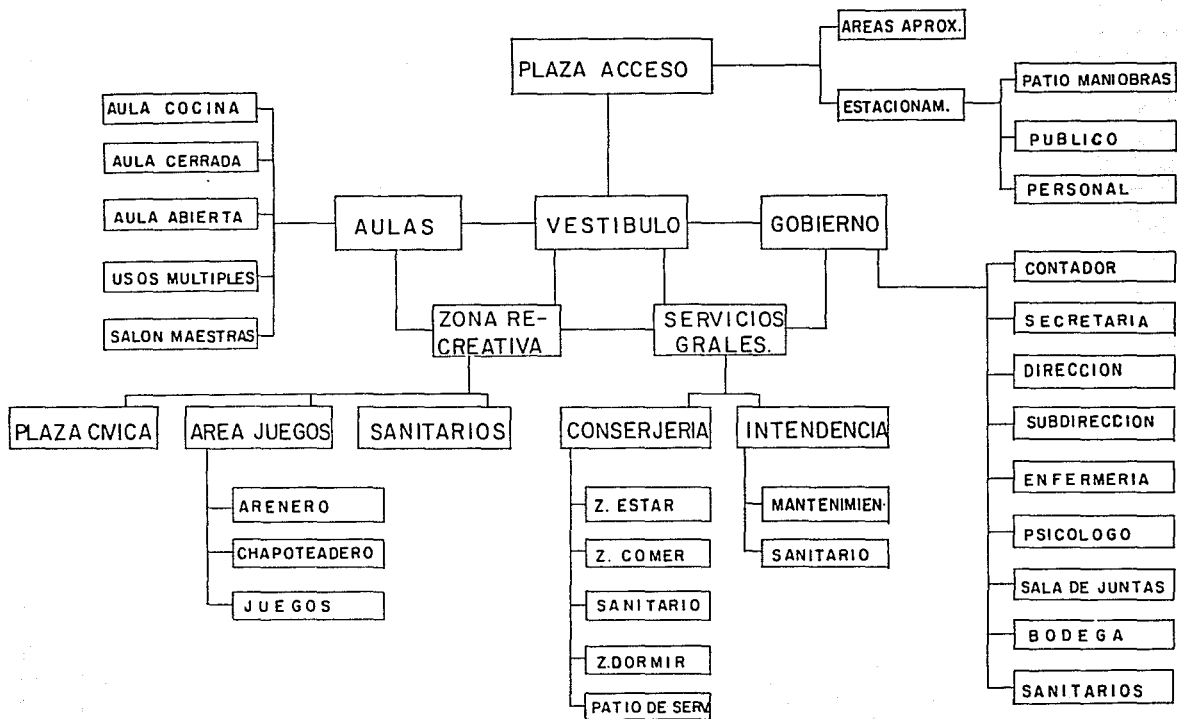 AREAS APROX.
PLAZA ACCESO
PATIO MANIOBRAS
AULA COCINA
ESTACIONAM.
PUBLICO
AULA CERRADA
PERSONAL
AULA ABIERTA
AULAS
VESTIBULO
GOBIERNO
USOS MULTIPLES
CONTADOR
SALON MAESTRAS
ZONA RE-
CREATIVA
SERVICIOS
GRALES.
SECRETARIA
DIRECCION
PLAZA CIVICA
AREA JUEGOS
SANITARIOS
CONSERJERIA
INTENDENCIA
SUBDIRECCION
ENFERMERIA
ARENERO
Z. ESTAR
MANTENIMIEN.
PSICOLOGO
CHAPOTEADERO
Z. COMER
SANITARIO
SALA DE JUNTAS
JUEGOS
SANITARIO
BODEGA
Z.DORMIR
SANITARIOS
PATIO DE SERV.